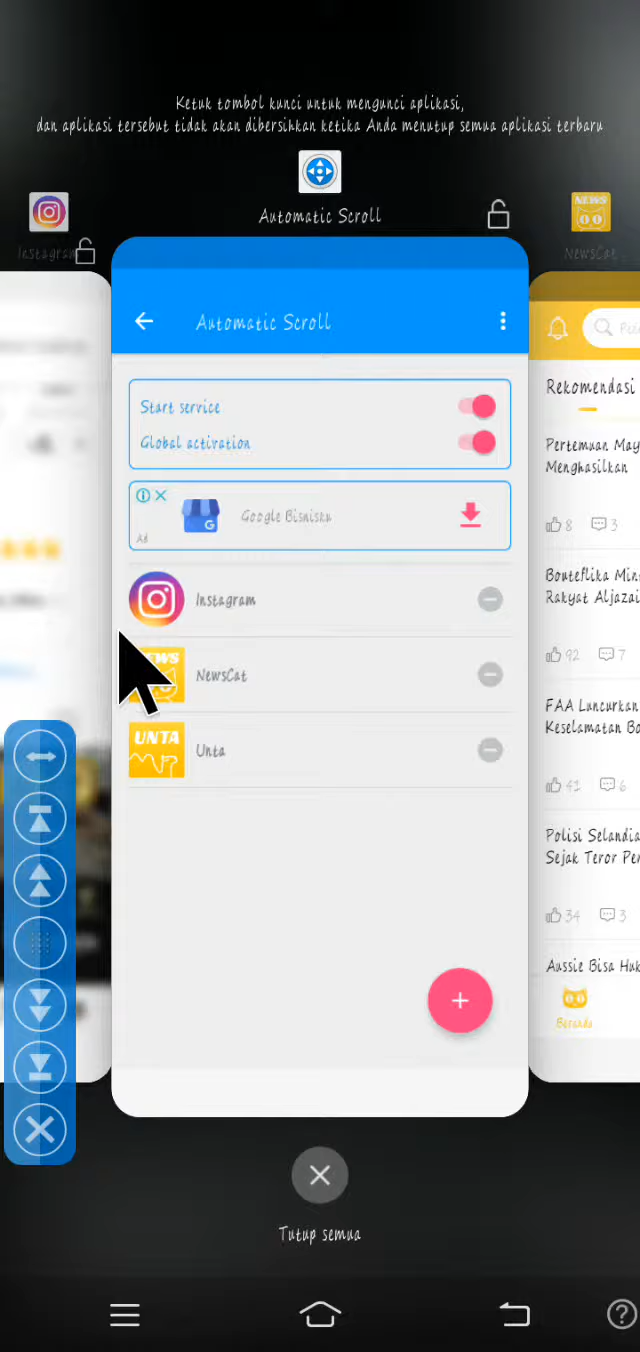 Ketuk tombol kunci untuk mengunci aplikasi,
dan aplikasi tersebut tidak akan dibersihkan ketika Anda menutup semua aplikasi terbaru
Automatic Scroll
Instagram
NewsCat
Automatic Scroll
Start service
Global activation
Ad
Google Bisnisku
Instagram
NewsCat
Unta
NEWS
UNTA
Rekomendasi
Pertemuan May
Menghasilkan
8 3
Bouteflika Min
Rakyat Aljazai
92 7
FAA Luncurkan
Keselamatan Bo
41 6
Polisi Selandia
Sejak Teror Per
34 3
Aussie Bisa Huk
Beranda
Tutup semua